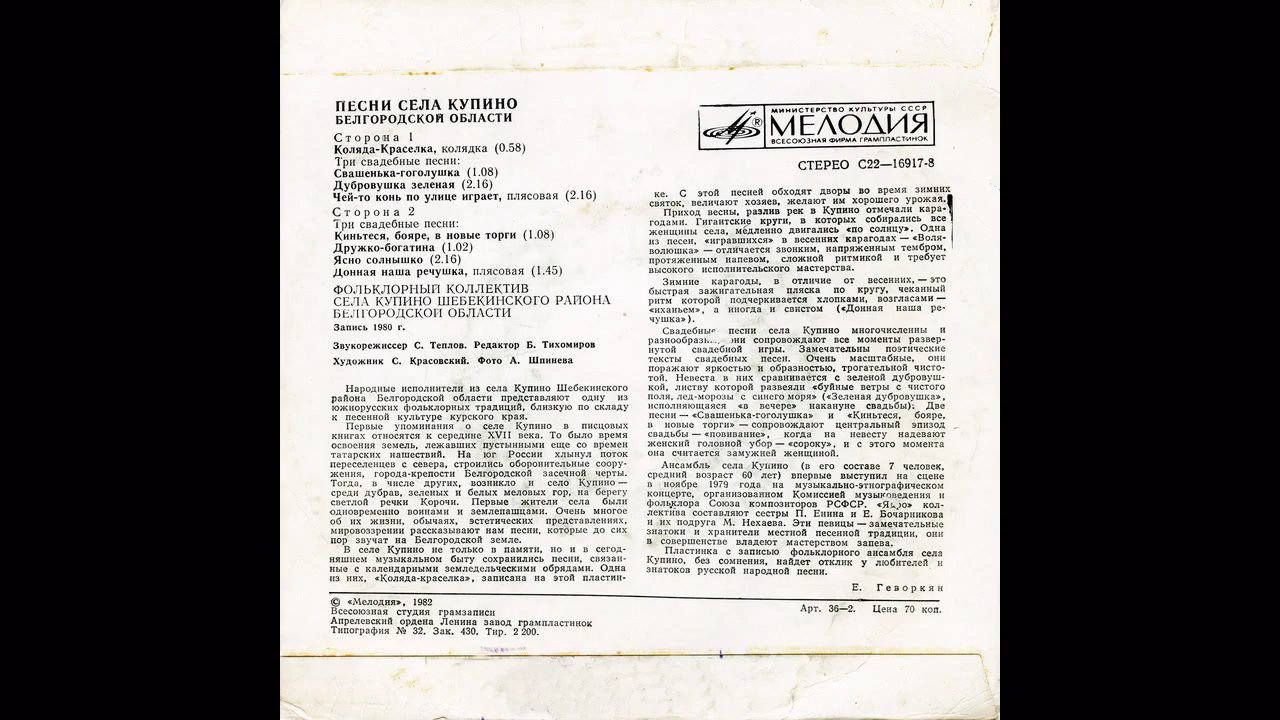 ПЕСНИ СЕЛА КУПИНО
БЕЛГОРОДСКОЙ ОБЛАСТИ
Сторона 1
Коляда-Краселка, колядка (0.58)
Три свадебные песни:
Свашенька-гоголушка (1.08)
Дубровушка зеленая (2.16)
Чей-то конь по улице играет, плясовая (2.16)
Сторона 2
Три свадебные песни:
Киньтеся, бояре, в новые торги (1.08)
Дружко-богатина (1.02)
Ясно солнышко (2.16)
Донная наша речушка, плясовая (1.45)
ФОЛЬКЛОРНЫЙ КОЛЛЕКТИВ
СЕЛА КУПИНО ШЕБЕКИНСКОГО РАЙОНА
БЕЛГОРОДСКОЙ ОБЛАСТИ
Запись 1980 г.
Звукорежиссер С. Теплов. Редактор Б. Тихомиров
Художник С. Красовский. Фото А. Шпинева
Народные исполнители из села Купино Шебекинского
района Белгородской области представляют одну из
южнорусских фольклорных традиций, близкую по складу
к песенной культуре курского края.
Первые упоминания о селе Купино в писцовых
книгах относятся к середине XVII века. То было время
освоения земель, лежавших пустынными еще со времен
татарских нашествий. На юг России хлынул поток
переселенцев с севера, строились оборонительные соору-
жения, города-крепости Белгородской засечной черты.
Тогда, в числе других, возникло и село Купино —
среди дубрав, зеленых и белых меловых гор, на берегу
светлой речки Корочи. Первые жители села были
одновременно воинами и землепашцами. Очень многое
об их жизни, обычаях, эстетических представлениях,
мировоззрении рассказывают нам песни, которые до сих
пор звучат на Белгородской земле.
В селе Купино не только в памяти, но и в сегод-
няшнем музыкальном быту сохранились песни, связан-
ные с календарными земледельческими обрядами. Одна
из них, «Коляда-краселка», записана на этой пластин-
МИНИСТЕРСТВО КУЛЬТУРЫ СССР
® МЕЛОДИЯ
ВСЕСОЮЗНАЯ ФИРМА ГРАМПЛАСТИНОК
СТЕРЕО С22—16917-8
ке. С этой песней обходят дворы во время зимних
святок, величают хозяев, желают им хорошего урожая.
Приход весны, разлив рек в Купино отмечали кара-
годами. Гигантские круги, в которых собирались все
женщины села, медленно двигались «по солнцу». Одна
из песен, «игравшихся» в весенних карагодах — «Воля-
волюшка» — отличается звонким, напряженным тембром,
протяженным напевом, сложной ритмикой и требует
высокого исполнительского мастерства.
Зимние карагоды, в отличие от весенних, — это
быстрая зажигательная пляска по кругу, чеканный
ритм которой подчеркивается хлопками, возгласами —
«иханьем», а иногда и свистом («Донная наша ре-
чушка»).
Свадебные песни села Купино многочисленны и
они сопровождают все моменты развер-
нутой свадебной игры. Замечательны поэтические
тексты свадебных песен. Очень масштабные, они
поражают яркостью и образностью, трогательной чисто-
той. Невеста в них сравнивается с зеленой дубровуш-
кой, листву которой развеяли «буйные ветры с чистого
поля, лед-морозы с синего моря» («Зеленая дубровушка»,
исполняющаяся «в вечере» накануне свадьбы). Две
песни — «Свашенька-гоголушка» и «Киньтеся, бояре,
в новые торги» — сопровождают центральный эпизод
свадьбы — «повивание», когда на невесту надевают
женский головной убор — «сороку», и с этого момента
она считается замужней женщиной.
Ансамбль села Купино (в его составе 7 человек,
средний возраст 60 лет) впервые выступил на сцене
в ноябре 1979 года на музыкально-этнографическом
концерте, организованном Комиссией музыковедения и
фольклора Союза композиторов РСФСР. «Ядро» кол-
лектива составляют сестры П. Енина и Е. Бочарникова
и их подруга М. Нехаева. Эти певицы — замечательные
знатоки и хранители местной песенной традиции, они
в совершенстве владеют мастерством запева.
Пластинка с записью фольклорного ансамбля села
Купино, без сомнения, найдет отклик у любителей и
знатоков русской народной песни.
Е. Геворкян
© «Мелодия», 1982
Всесоюзная студия грамзаписи
Апрелевский ордена Ленина завод грампластинок
Типография № 32. Зак. 430. Тир. 2 200.
Арт. 36—2. Цена 70 коп.